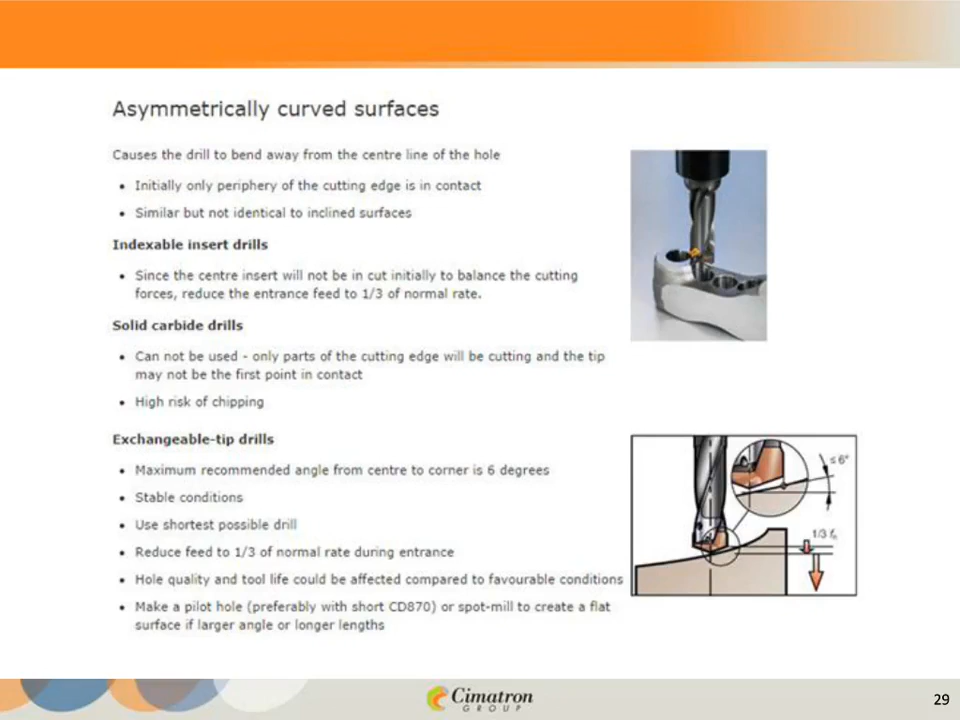 Asymmetrically curved surfaces
Causes the drill to bend away from the centre line of the hole
• Initially only periphery of the cutting edge is in contact
• Similar but not identical to inclined surfaces
Indexable insert drills
• Since the centre insert will not be in cut initially to balance the cutting
forces, reduce the entrance feed to 1/3 of normal rate.
Solid carbide drills
• Can not be used - only parts of the cutting edge will be cutting and the tip
may not be the first point in contact
• High risk of chipping
Exchangeable-tip drills
• Maximum recommended angle from centre to corner is 6 degrees
• Stable conditions
• Use shortest possible drill
• Reduce feed to 1/3 of normal rate during entrance
• Hole quality and tool life could be affected compared to favourable conditions
• Make a pilot hole (preferably with short CD870) or spot-mill to create a flat
surface if larger angle or longer lengths
≤ 6°
1/3 fn
Cimatron
GROUP
29